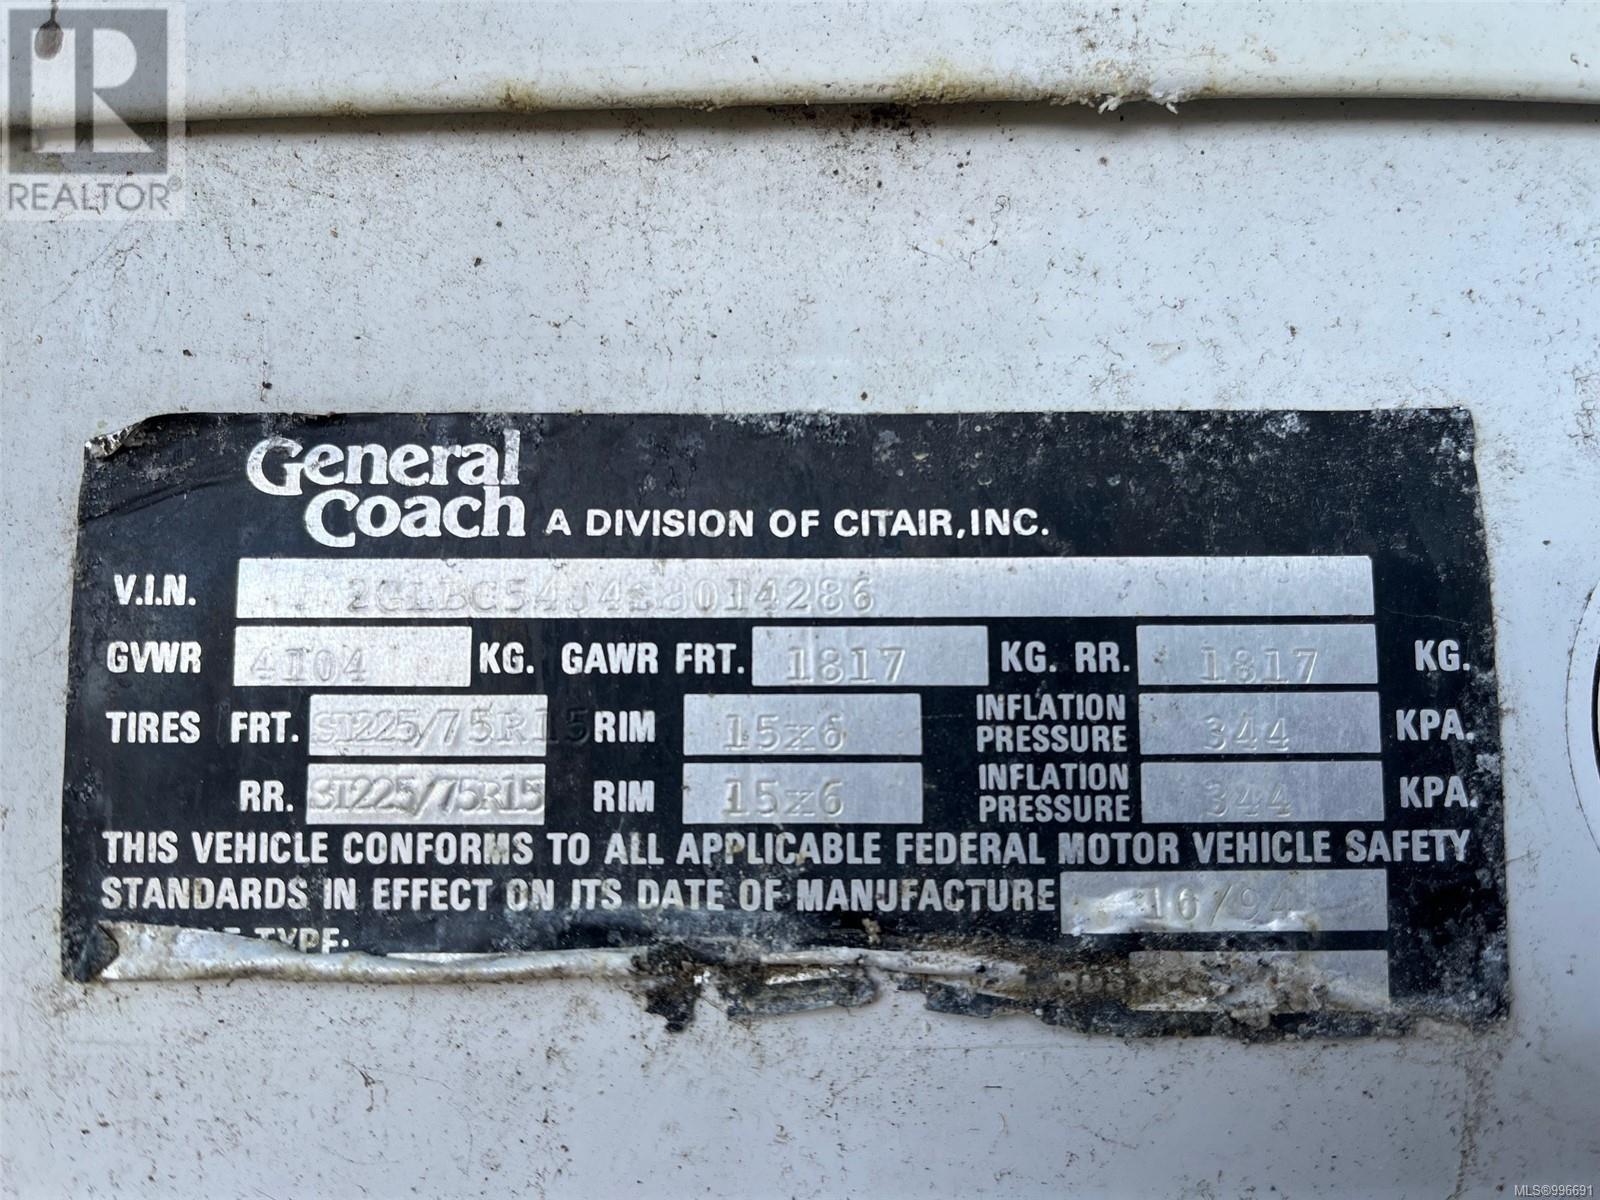 R
REALTOR®
General
Coach A DIVISION OF CITAIR, INC.
V.I.N.
GVWR 4104 KG. GAWR FRT. 1817 KG. RR. 1817 KG.
TIRES FRT. ST225/75R15 RIM 15x6 INFLATION PRESSURE 344 KPA.
RR. ST225/75R15 RIM 15x6 INFLATION PRESSURE 344 KPA.
THIS VEHICLE CONFORMS TO ALL APPLICABLE FEDERAL MOTOR VEHICLE SAFETY
STANDARDS IN EFFECT ON ITS DATE OF MANUFACTURE
TYPE:
MLS®996691